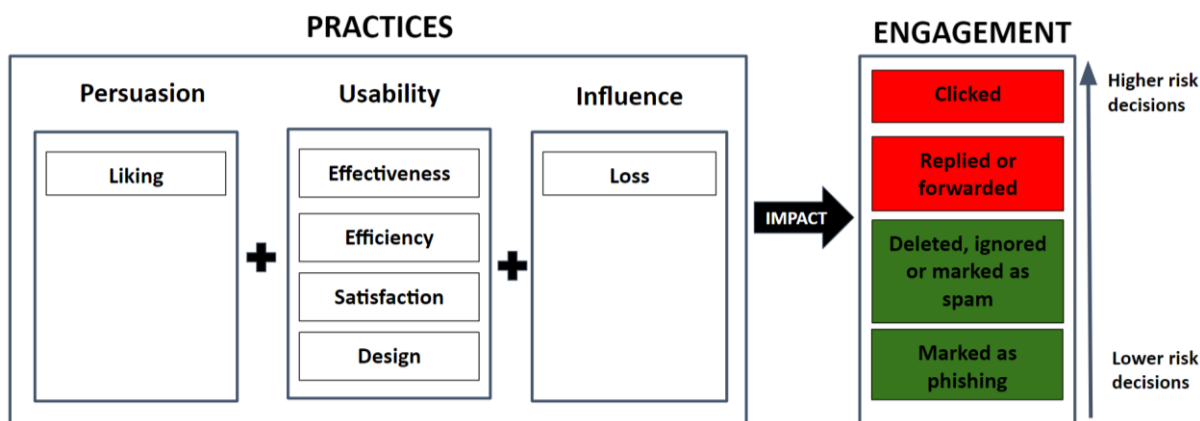 PRACTICES
Persuasion
Usability
Influence
Liking
Effectiveness
Efficiency
Satisfaction
Design
Loss
IMPACT
ENGAGEMENT
Clicked
Replied or
forwarded
Deleted, ignored
or marked as
spam
Marked as
phishing
Higher risk
decisions
Lower risk
decisions